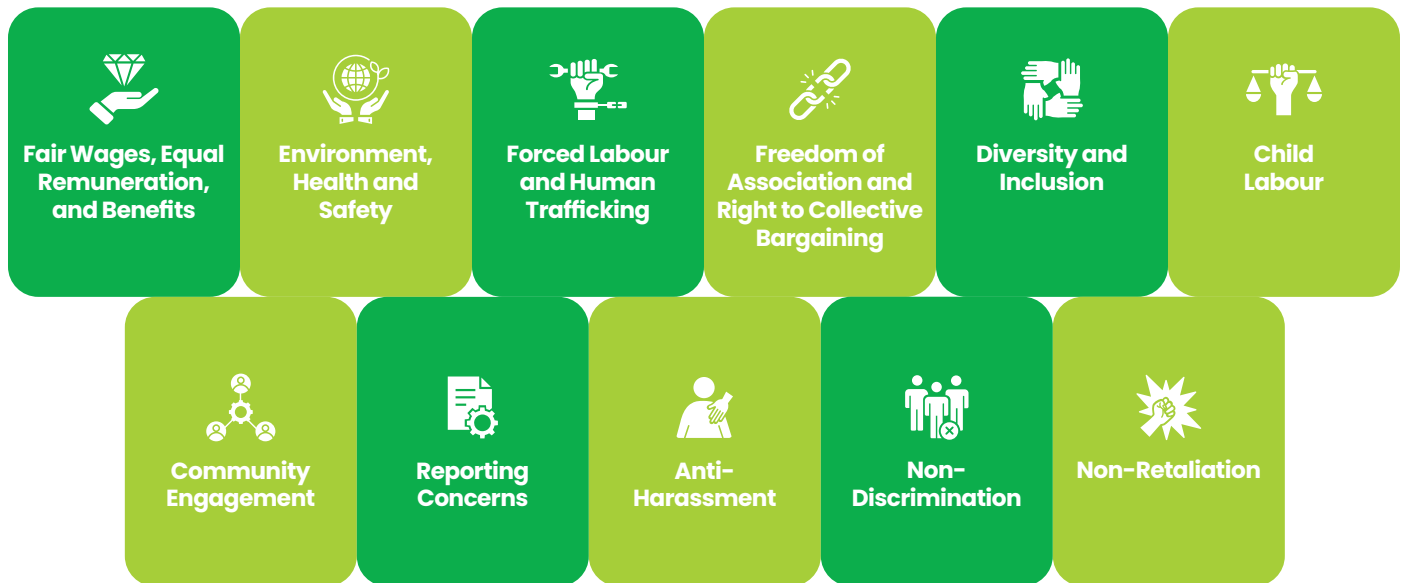 Fair Wages, Equal
Remuneration,
and Benefits
Environment,
Health and
Safety
Forced Labour
and Human
Trafficking
Freedom of
Association and
Right to Collective
Bargaining
Diversity and
Inclusion
Child
Labour
Community
Engagement
Reporting
Concerns
Anti-
Harassment
Non-
Discrimination
Non-Retaliation